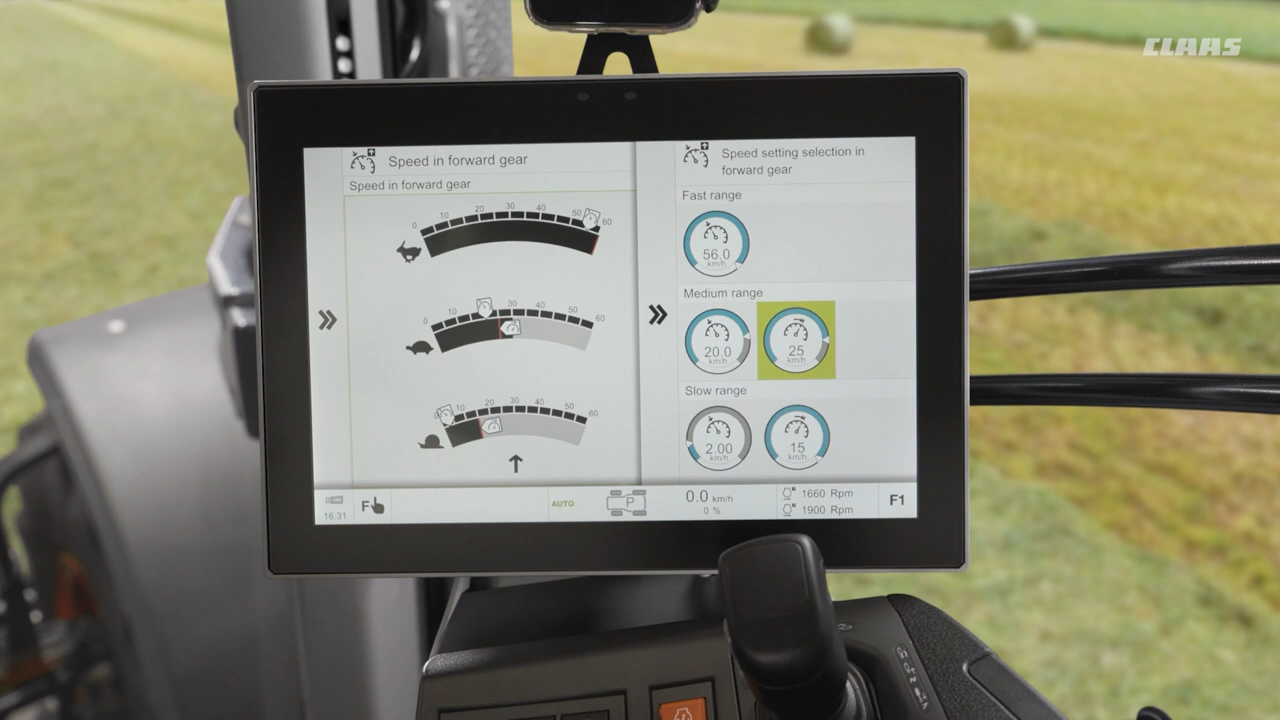 CLAAS
Speed in forward gear
Speed in forward gear
0 10 20 30 40 50 60
0 30 40 50 60
10 20 30 40 50 60
Speed setting selection in
forward gear
Fast range
56.0
km/h
Medium range
20.0
km/h
25
km/h
Slow range
2.00
km/h
15
km/h
16:31
F
AUTO
P
0.0 km/h
0 %
1660 Rpm
1900 Rpm
F1